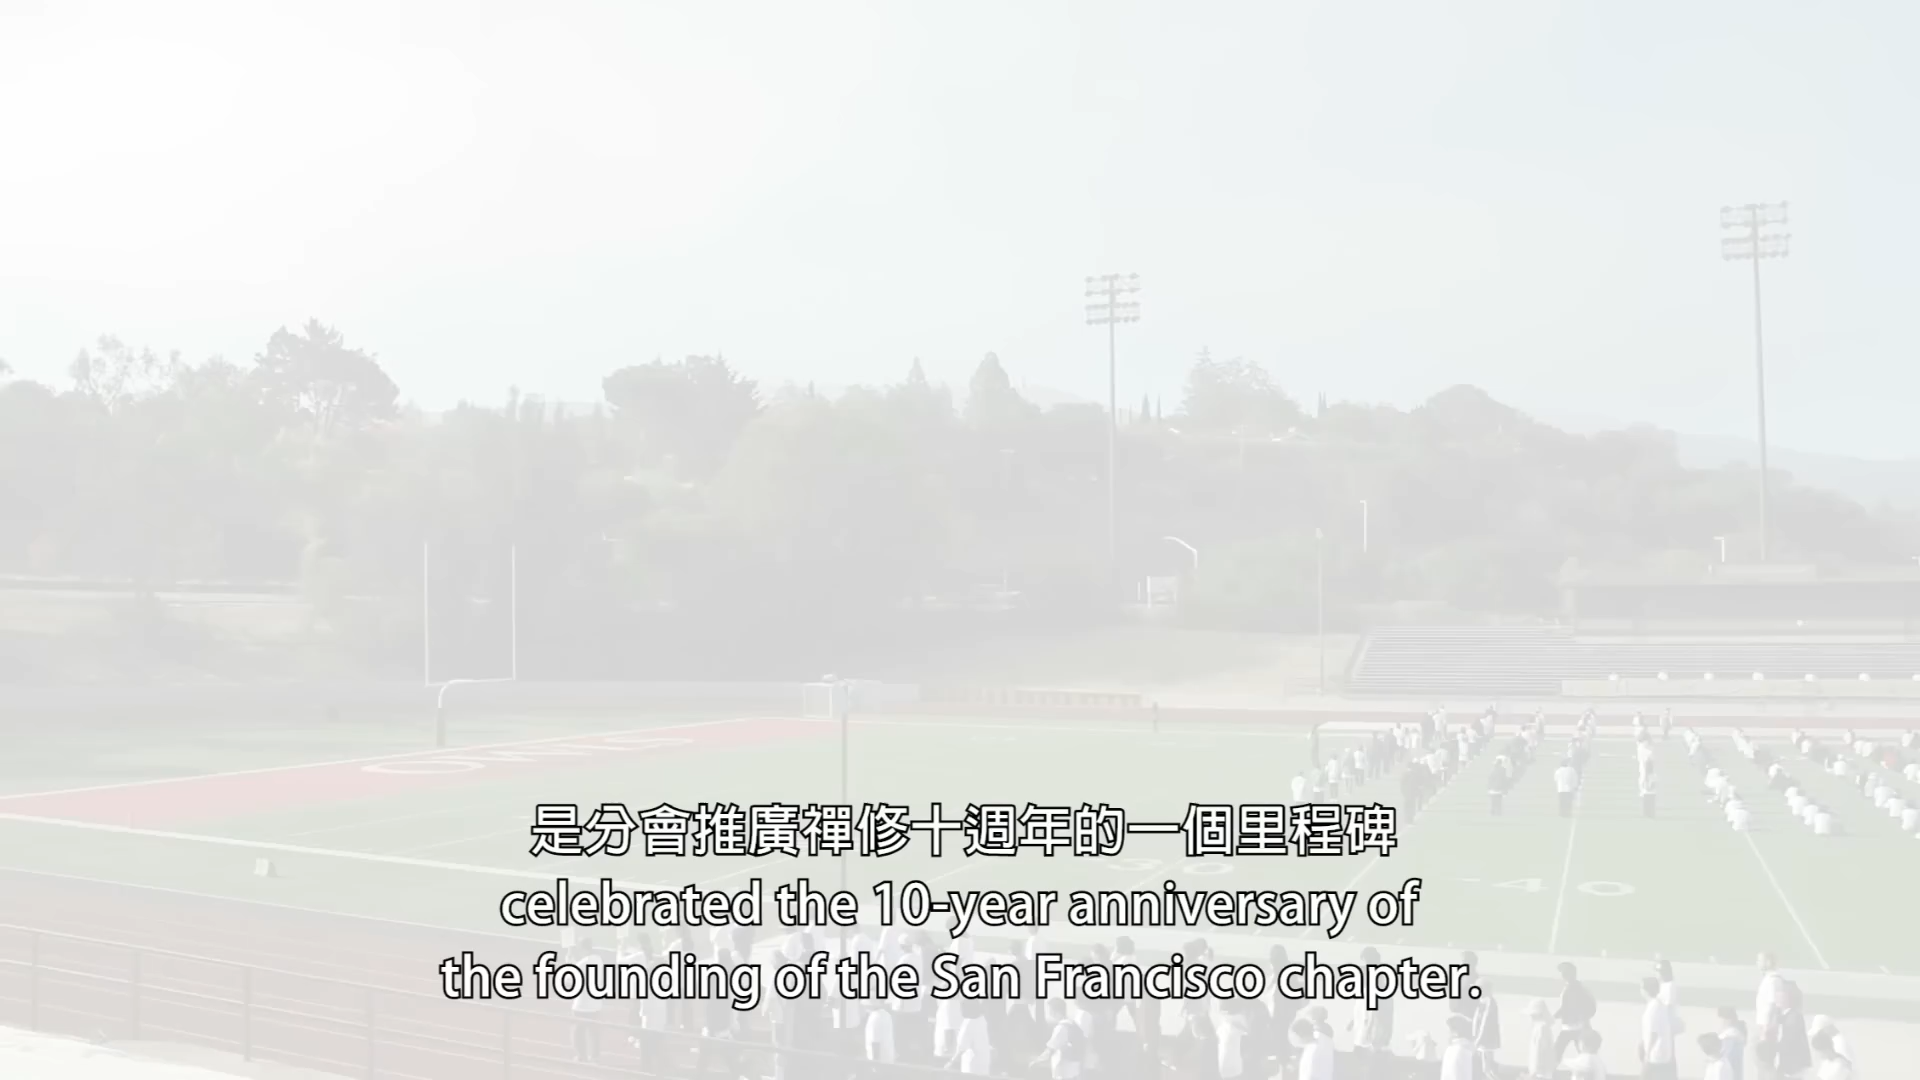 是分會推廣禪修十週年的一個里程碑
celebrated the 10-year anniversary of
the founding of the San Francisco chapter.